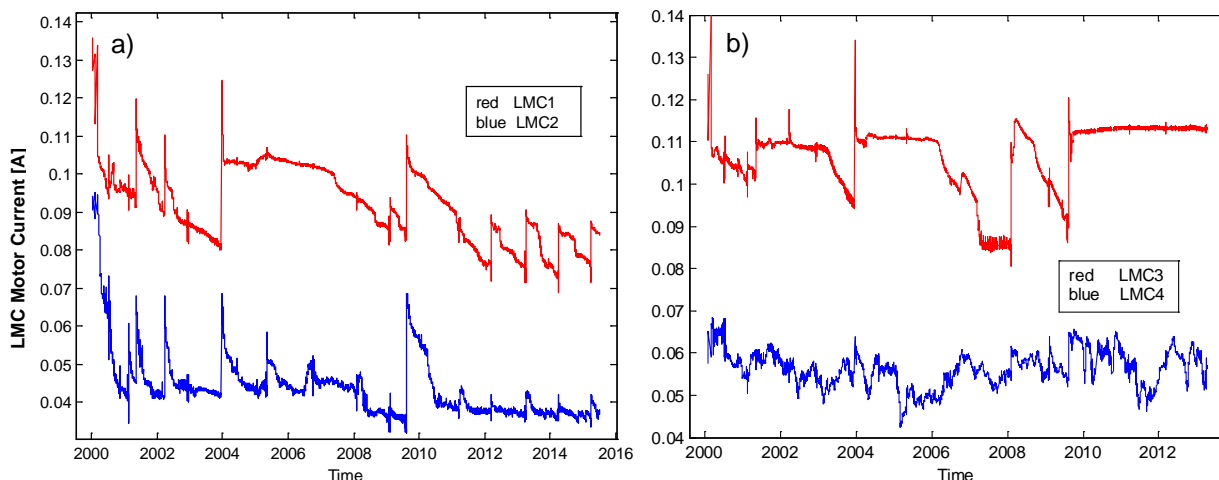 LMC Motor Current [A]
a)
0.14
0.13
0.12
0.11
0.1
0.09
0.08
0.07
0.06
0.05
0.04
red LMC1
blue LMC2
2000 2002 2004 2006 2008 2010 2012 2014 2016
Time
b)
0.14
0.13
0.12
0.11
0.1
0.09
0.08
0.07
0.06
0.05
0.04
red LMC3
blue LMC4
2000 2002 2004 2006 2008 2010 2012
Time